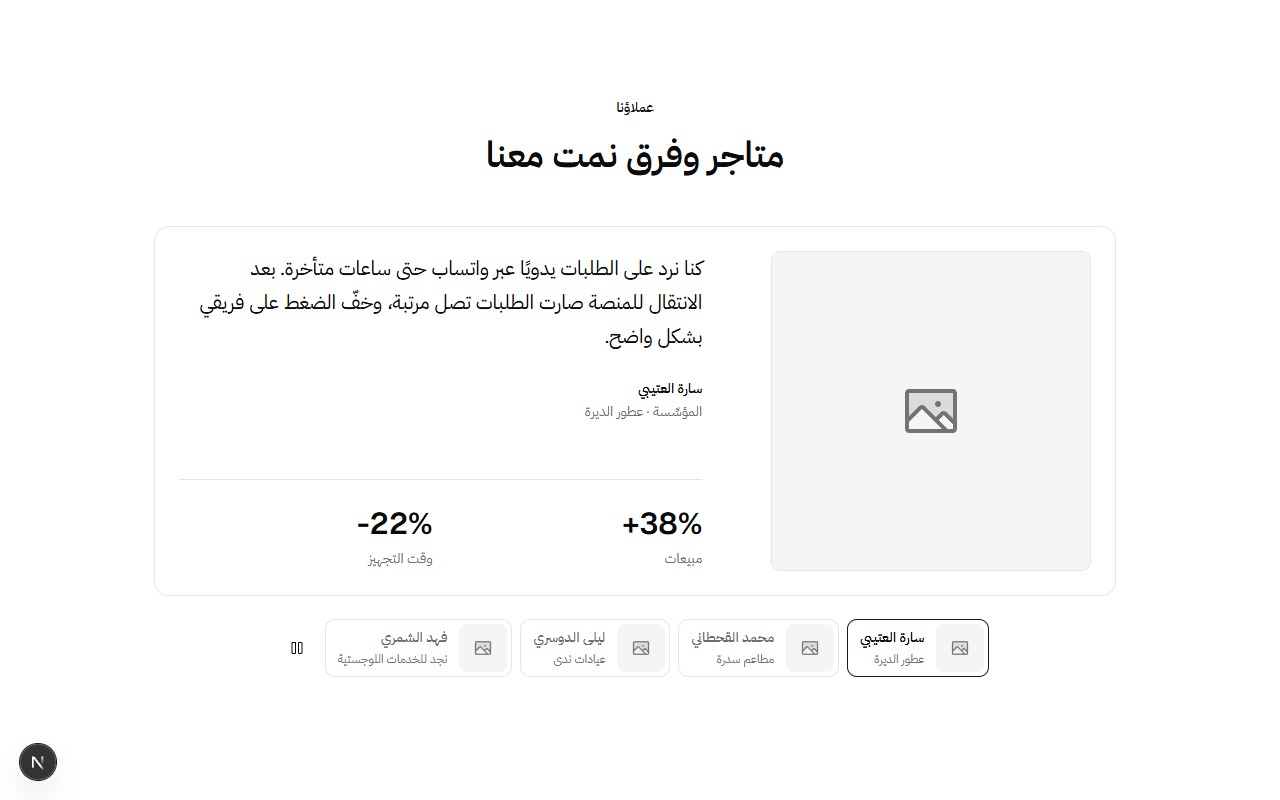 عملاؤنا
متاجر وفرق نمت معنا
كنا نرد على الطلبات يدويًا عبر واتساب حتى ساعات متأخرة. بعد
الانتقال للمنصة صارت الطلبات تصل مرتبة، وخفّ الضغط على فريقي
بشكل واضح.
سارة العتيبي
المؤسّسة · عطور الديرة
+38%
مبيعات
-22%
وقت التجهيز
سارة العتيبي
عطور الديرة
محمد القحطاني
مطاعم سدرة
ليلى الدوسري
عيادات ندى
فهد الشمري
نجد للخدمات اللوجستية
N